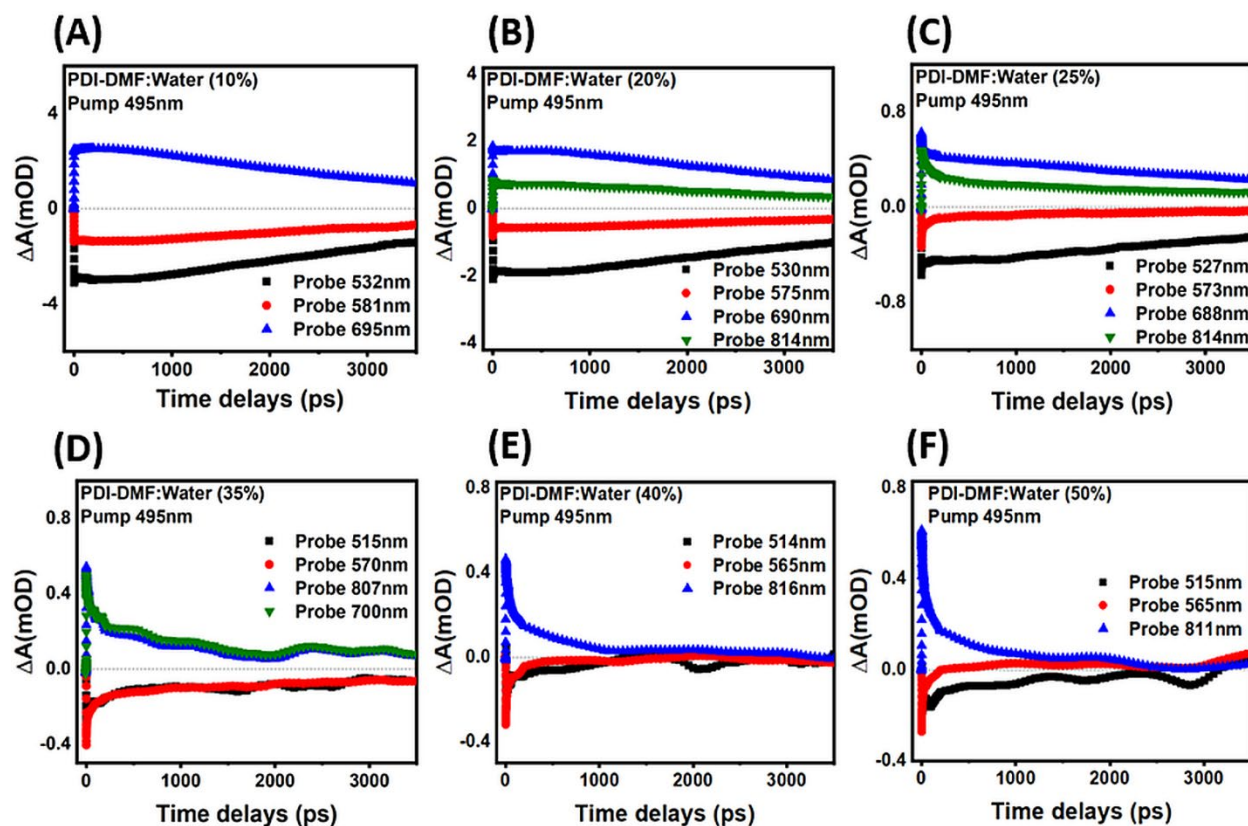 (A)
PDI-DMF:Water (10%)
Pump 495nm
4
0
-4
ΔA(mOD)
Probe 532nm
Probe 581nm
Probe 695nm
0 1000 2000 3000
Time delays (ps)
(B)
PDI-DMF:Water (20%)
Pump 495nm
4
2
0
-2
-4
ΔA(mOD)
Probe 530nm
Probe 575nm
Probe 690nm
Probe 814nm
0 1000 2000 3000
Time delays (ps)
(C)
PDI-DMF:Water (25%)
Pump 495nm
0.8
0.0
-0.8
ΔA(mOD)
Probe 527nm
Probe 573nm
Probe 688nm
Probe 814nm
0 1000 2000 3000
Time delays (ps)
(D)
PDI-DMF:Water (35%)
Pump 495nm
0.8
0.4
0.0
-0.4
ΔA(mOD)
Probe 515nm
Probe 570nm
Probe 807nm
Probe 700nm
0 1000 2000 3000
Time delays (ps)
(E)
PDI-DMF:Water (40%)
Pump 495nm
0.8
0.4
0.0
-0.4
ΔA(mOD)
Probe 514nm
Probe 565nm
Probe 816nm
0 1000 2000 3000
Time delays (ps)
(F)
PDI-DMF:Water (50%)
Pump 495nm
0.8
0.4
0.0
-0.4
ΔA(mOD)
Probe 515nm
Probe 565nm
Probe 811nm
0 1000 2000 3000
Time delays (ps)